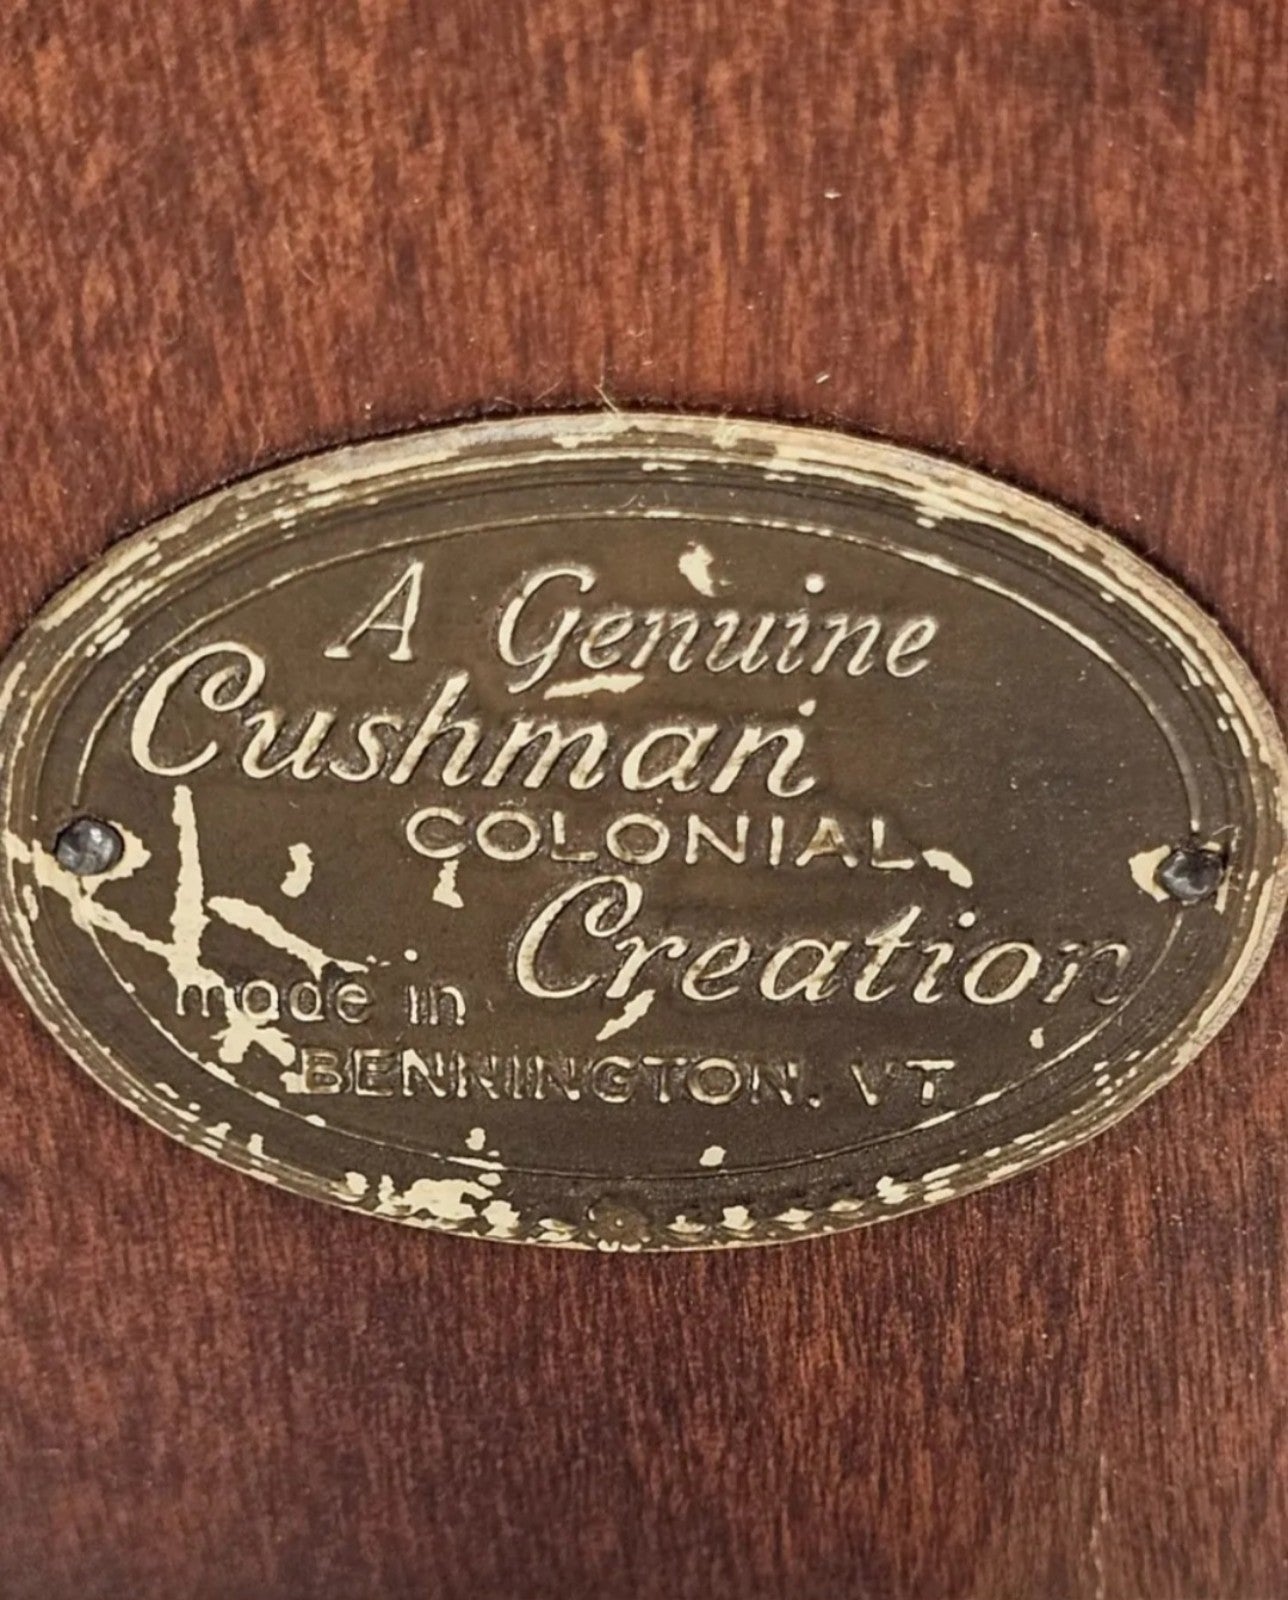 A Genuine
Cushman
COLONIAL
Creation
made in
BENNINGTON, VT